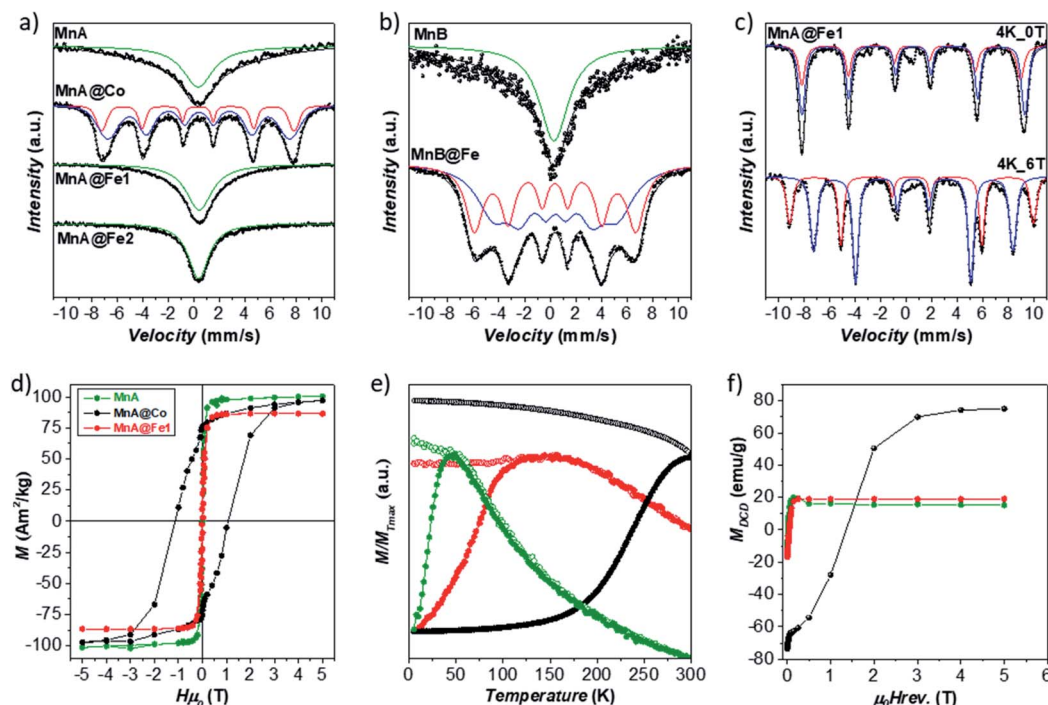 a)
MnA
MnA@Co
MnA@Fe1
MnA@Fe2
Intensity (a.u.)
-10 -8 -6 -4 -2 0 2 4 6 8 10
Velocity (mm/s)
b)
MnB
MnB@Fe
Intensity (a.u.)
-10 -8 -6 -4 -2 0 2 4 6 8 10
Velocity (mm/s)
c)
MnA@Fe1
4K_0T
4K_6T
Intensity (a.u.)
-10 -8 -6 -4 -2 0 2 4 6 8 10
Velocity (mm/s)
d)
MnA
MnA@Co
MnA@Fe1
M (Am²/kg)
100
75
50
25
0
-25
-50
-75
-100
-5 -4 -3 -2 -1 0 1 2 3 4 5
Hμ₀ (T)
e)
M/M_Tmax (a.u.)
0 50 100 150 200 250 300
Temperature (K)
f)
M_DCD (emu/g)
80
60
40
20
0
-20
-40
-60
-80
0 1 2 3 4 5 6
μ₀Hrev. (T)